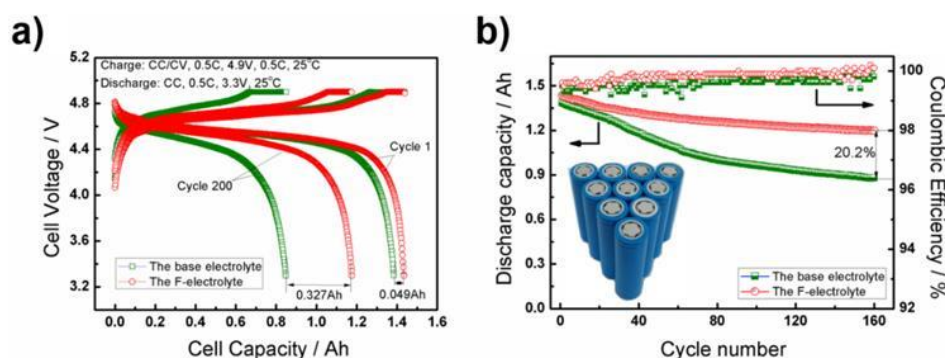 a)
Charge: CC/CV, 0.5C, 4.9V, 0.5C, 25°C
Discharge: CC, 0.5C, 3.3V, 25°C
5.2
4.8
4.4
4.0
3.6
3.2
Cell Voltage / V
Cycle 1
Cycle 200
The base electrolyte
The F-electrolyte
0.327Ah
0.049Ah
0.0 0.2 0.4 0.6 0.8 1.0 1.2 1.4 1.6
Cell Capacity / Ah
b)
1.5
1.2
0.9
0.6
0.3
0.0
Discharge capacity / Ah
20.2%
The base electrolyte
The F-electrolyte
100
98
96
94
92
Coulombic Efficiency / %
0 40 80 120 160
Cycle number